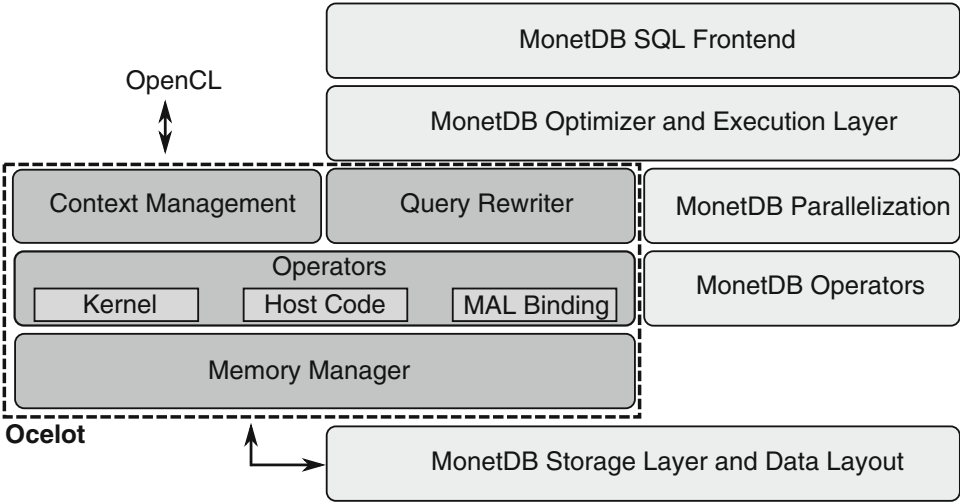 MonetDB SQL Frontend
OpenCL
MonetDB Optimizer and Execution Layer
Context Management
Query Rewriter
MonetDB Parallelization
Operators
Kernel
Host Code
MAL Binding
MonetDB Operators
Memory Manager
Ocelot
MonetDB Storage Layer and Data Layout